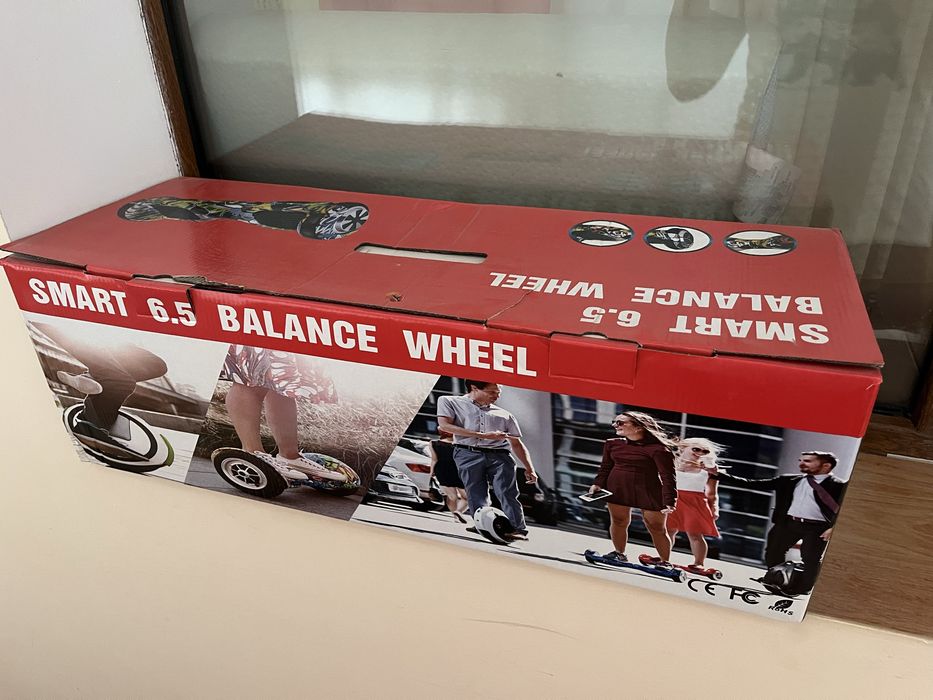 SMART 6.5
BALANCE WHEEL
SMART 6.5 BALANCE WHEEL
CE FC
ROHS